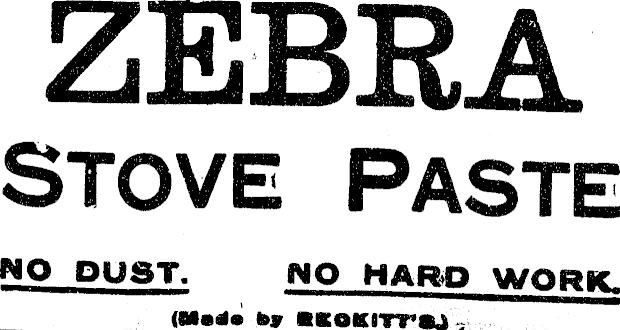 ZEBRA
STOVE PASTE
NO DUST. NO HARD WORK.
(Made by RECKITT'S.)